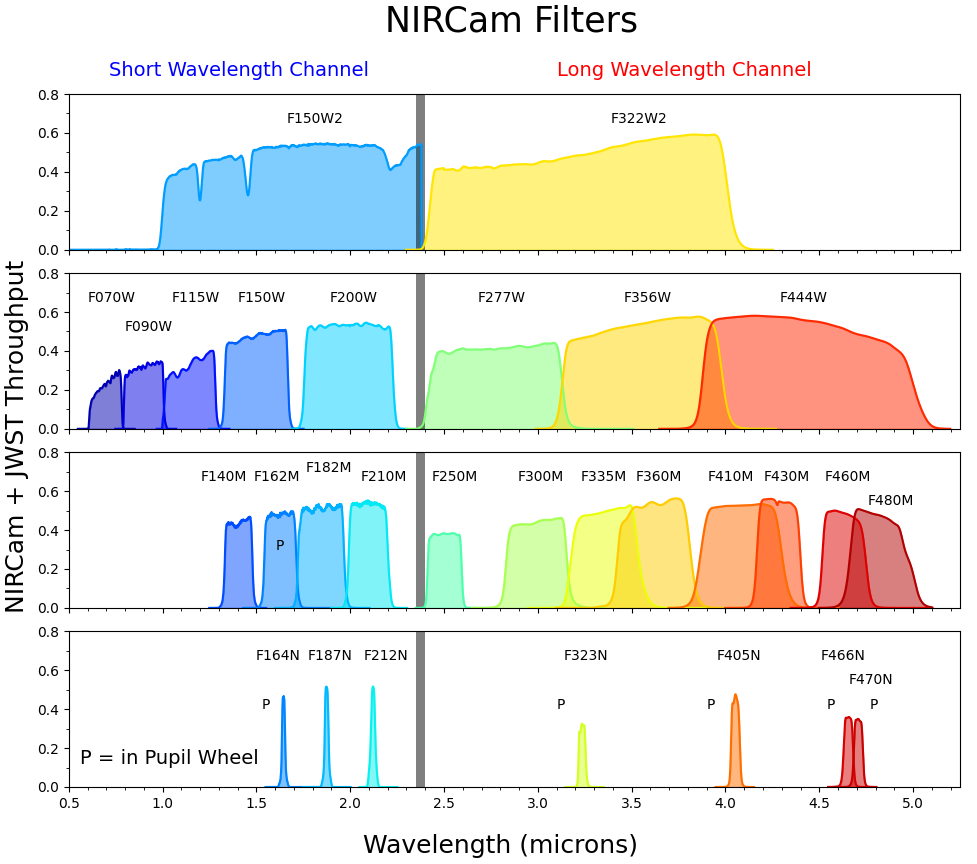 NIRCam Filters
Short Wavelength Channel Long Wavelength Channel
NIRCam + JWST Throughput
0.8
F150W2 F322W2
0.6
0.4
0.2
0.0
0.8
F070W F115W F150W F200W F277W F356W F444W
0.6
F090W
0.4
0.2
0.0
0.8
F182M
F140M F162M F210M F250M F300M F335M F360M F410M F430M F460M
0.6
F480M
0.4
P
0.2
0.0
0.8
F164N F187N F212N F323N F405N F466N
0.6
F470N
0.4
P P P P P
0.2
P = in Pupil Wheel
0.0
0.5 1.0 1.5 2.0 2.5 3.0 3.5 4.0 4.5 5.0
Wavelength (microns)